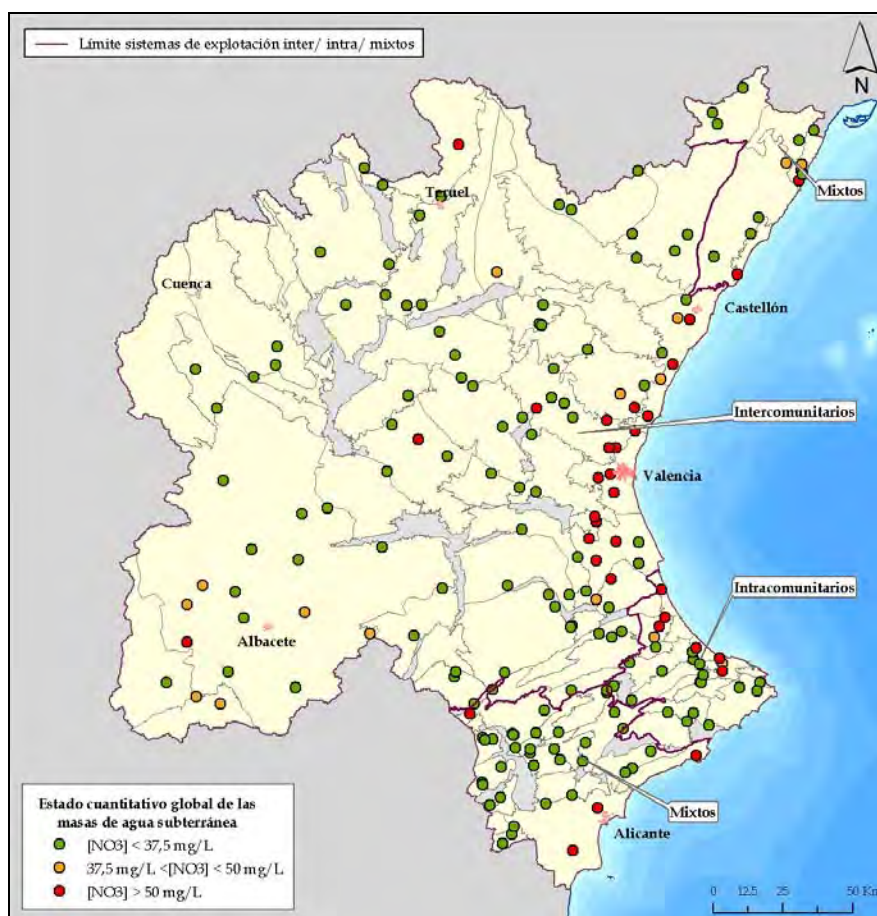 Límite sistemas de explotación inter/ intra/ mixtos
N
Mixtos
Teruel
Cuenca
Castellón
Intercomunitarios
Valencia
Intracomunitarios
Albacete
Mixtos
Alicante
Estado cuantitativo global de las
masas de agua subterránea
[NO3] < 37,5 mg/L
37,5 mg/L <[NO3] < 50 mg/L
[NO3] > 50 mg/L
0 12,5 25 50 Km